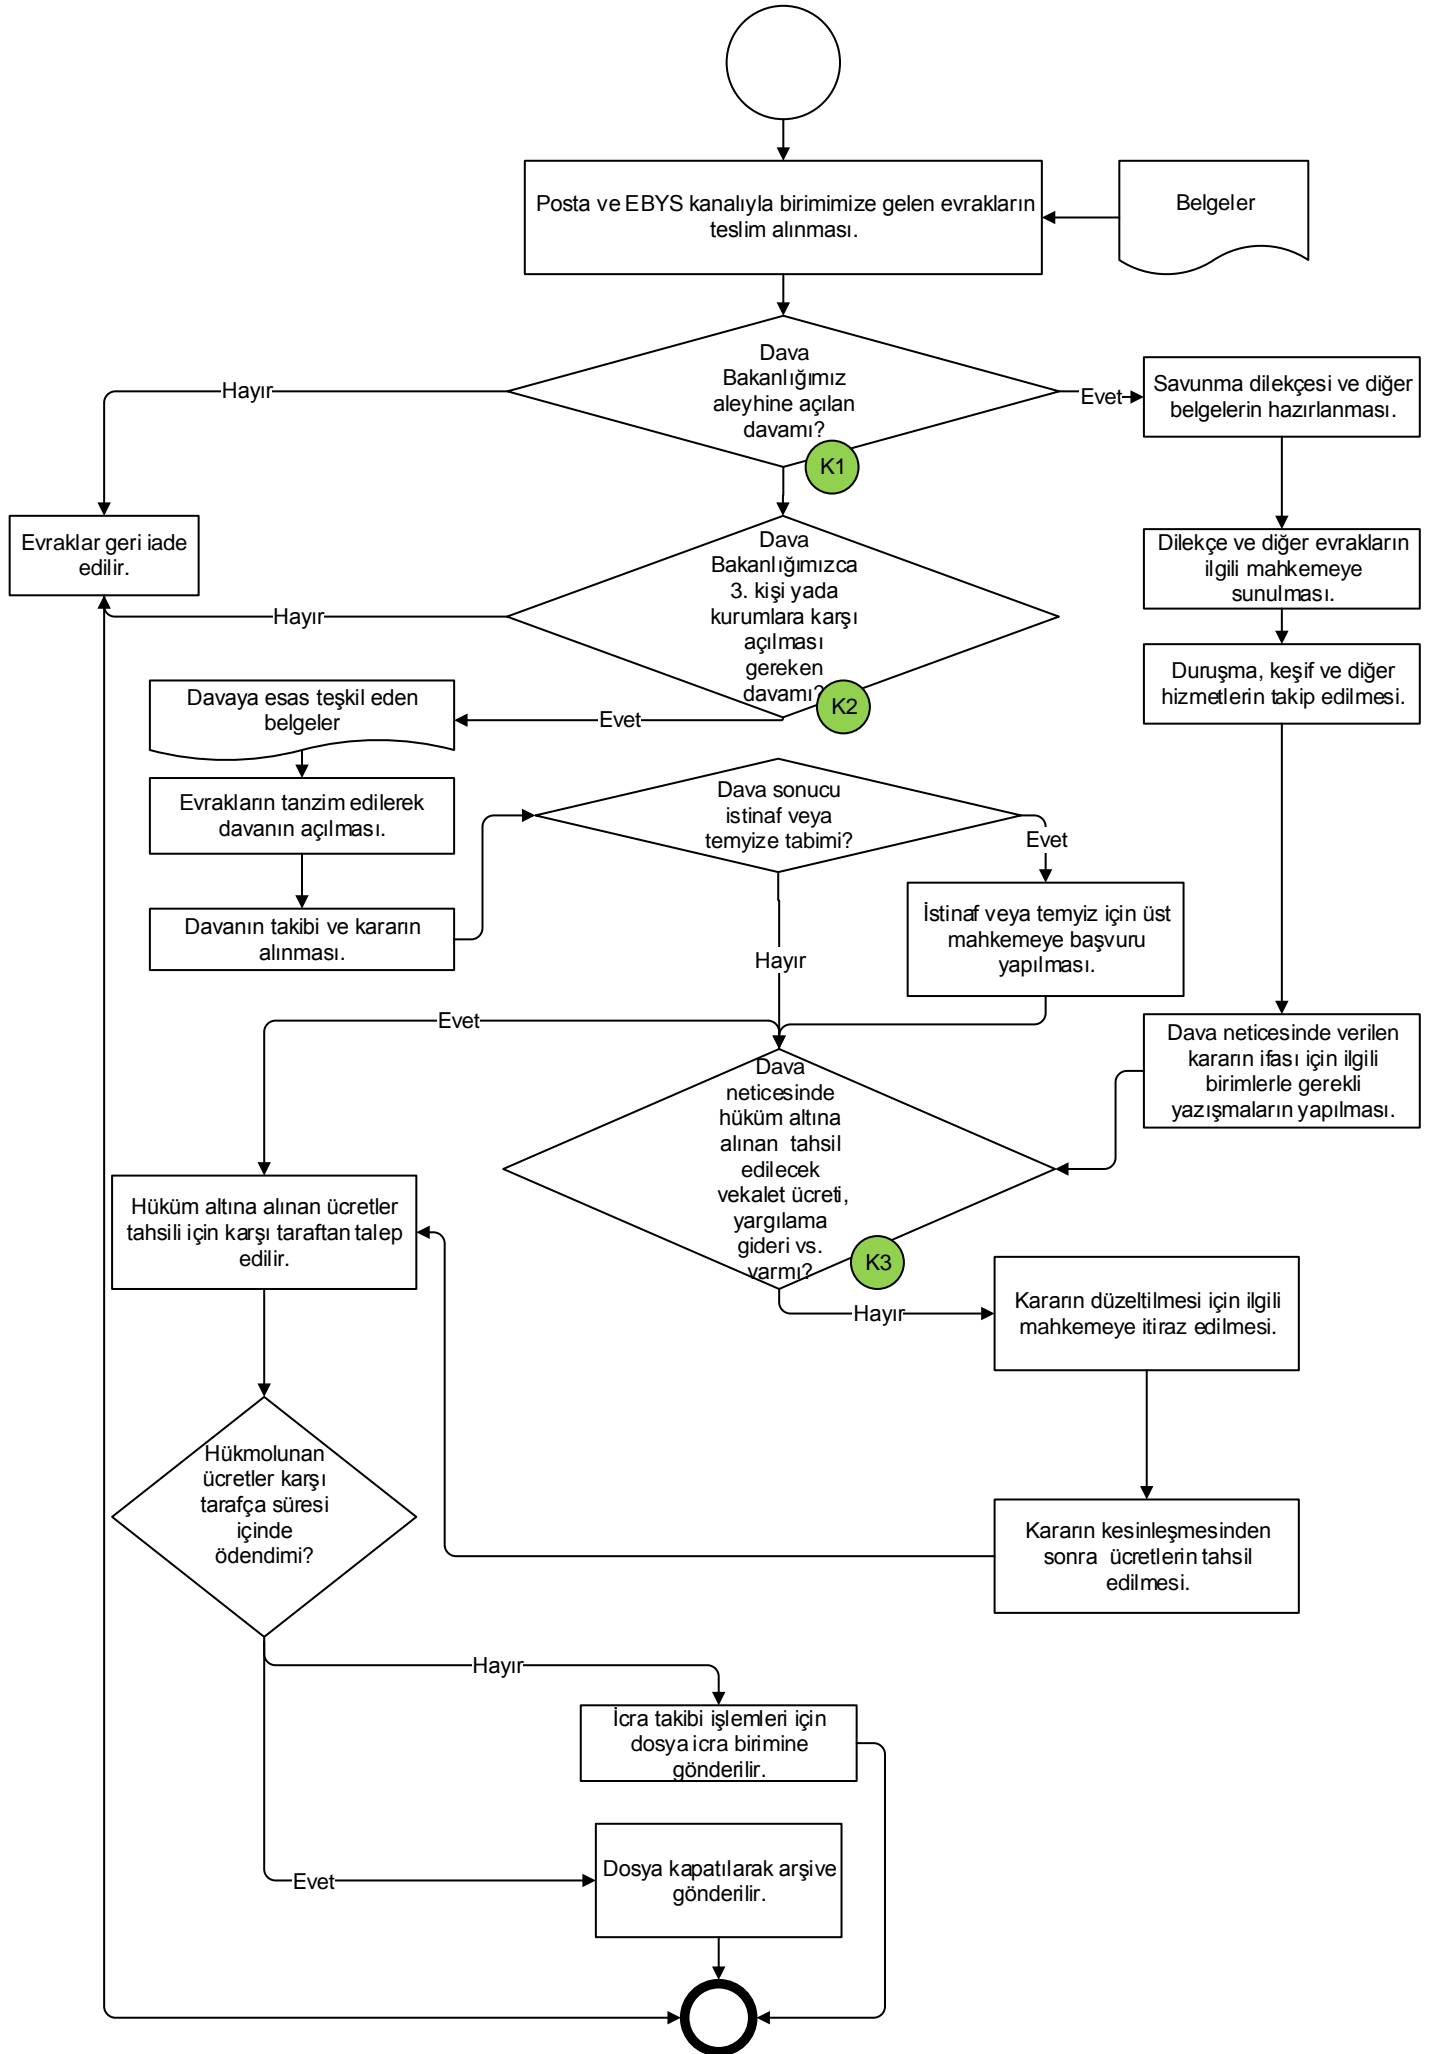 Posta ve EBYS kanalıyla birimimize gelen evrakların
teslim alınması.
Belgeler
Dava
Bakanlığımız
aleyhine açılan
davamı?
K1
Hayır
Evet
Savunma dilekçesi ve diğer
belgelerin hazırlanması.
Evraklar geri iade
edilir.
Dava
Bakanlığımızca
3. kişi yada
kurumlara karşı
açılması
gereken
davamı?
K2
Hayır
Evet
Dilekçe ve diğer evrakların
ilgili mahkemeye
sunulması.
Duruşma, keşif ve diğer
hizmetlerin takip edilmesi.
Davaya esas teşkil eden
belgeler
Evrakların tanzim edilerek
davanın açılması.
Davanın takibi ve kararın
alınması.
Dava sonucu
istinaf veya
temyize tabimi?
Evet
Hayır
İstinaf veya temyiz için üst
mahkemeye başvuru
yapılması.
Evet
Dava neticesinde verilen
kararın ifası için ilgili
birimlerle gerekli
yazışmaların yapılması.
Dava
neticesinde
hüküm altına
alınan  tahsil
edilecek
vekalet ücreti,
yargılama
gideri vs.
varmı?
K3
Hayır
Hüküm altına alınan ücretler
tahsili için karşı taraftan talep
edilir.
Kararın düzeltilmesi için ilgili
mahkemeye itiraz edilmesi.
Hükmolunan
ücretler karşı
tarafça süresi
içinde
ödendimi?
Kararın kesinleşmesinden
sonra  ücretlerin tahsil
edilmesi.
Hayır
İcra takibi işlemleri için
dosya icra birimine
gönderilir.
Evet
Dosya kapatılarak arşive
gönderilir.